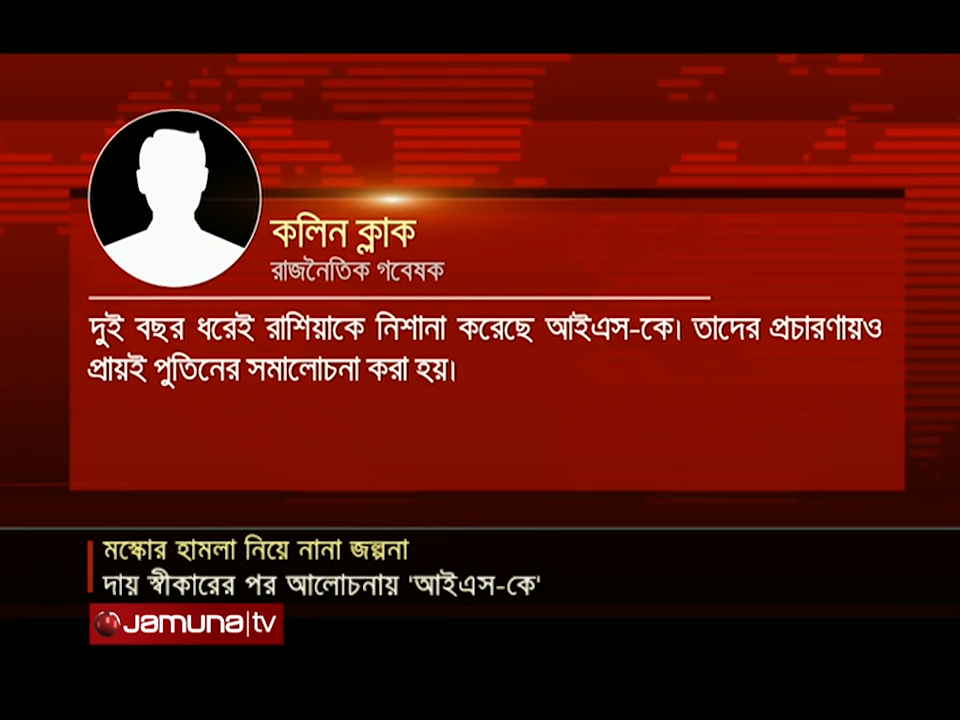 কলিন ক্লাক
রাজনৈতিক গবেষক
দুই বছর ধরেই রাশিয়াকে নিশানা করেছে আইএস-কে। তাদের প্রচারণায়ও
প্রায়ই পুতিনের সমালোচনা করা হয়।
মস্কোর হামলা নিয়ে নানা জল্পনা
দায় স্বীকারের পর আলোচনায় 'আইএস-কে'
Jamuna|tv